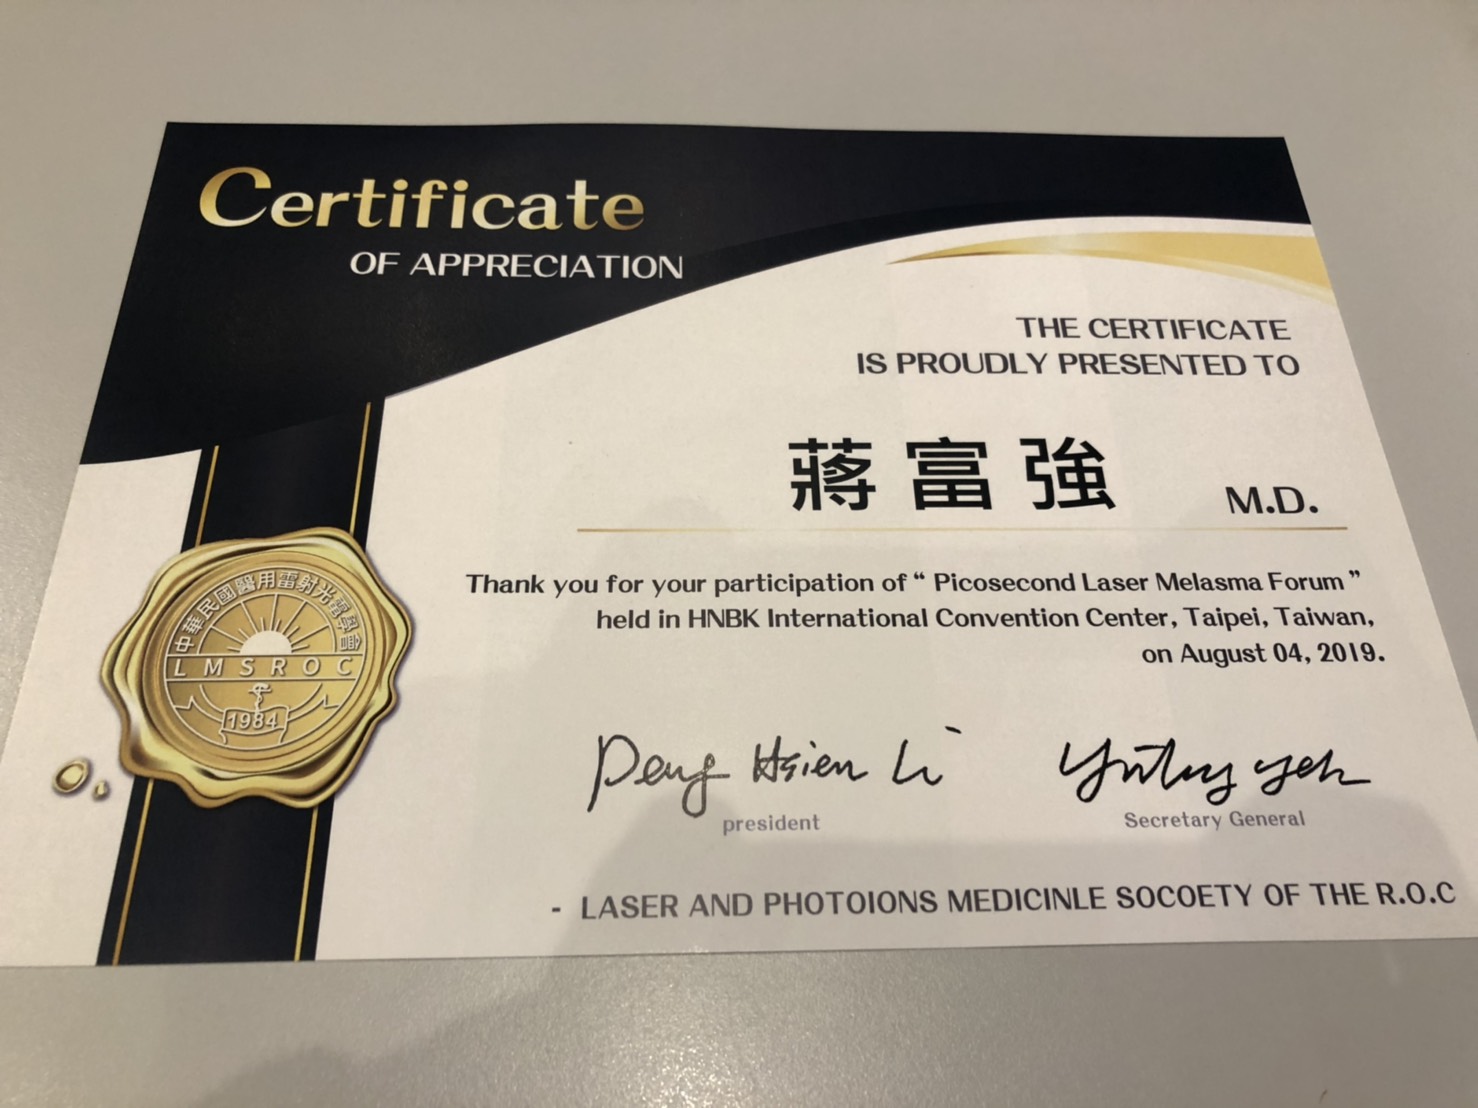 Certificate
OF APPRECIATION
THE CERTIFICATE
IS PROUDLY PRESENTED TO
蔣富強 M.D.
Thank you for your participation of “ Picosecond Laser Melasma Forum ”
held in HNBK International Convention Center, Taipei, Taiwan,
on August 04, 2019.
中華民國醫用雷射光電學會
LMSROC
1984
Peng Hsien Li
president
Yeh
Secretary General
- LASER AND PHOTOIONS MEDICINLE SOCOETY OF THE R.O.C